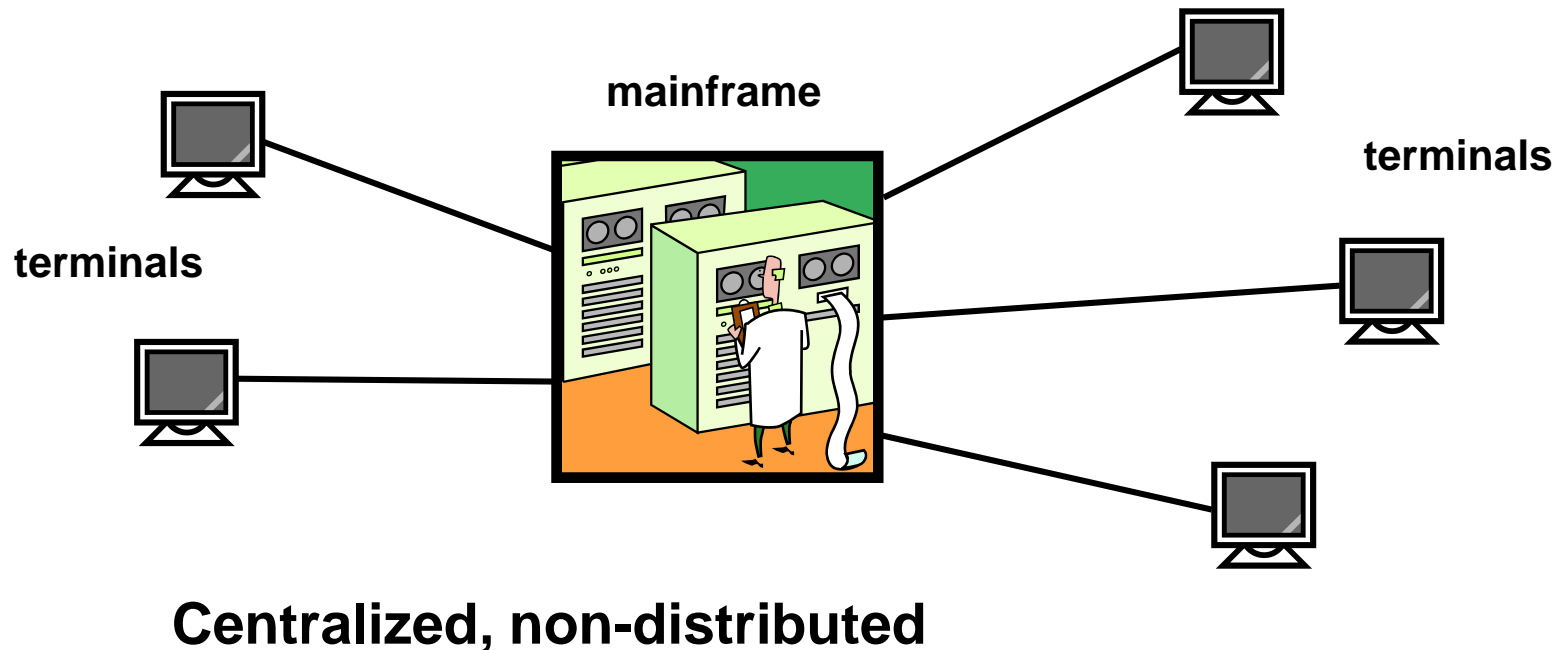 mainframe
terminals
terminals
Centralized, non-distributed